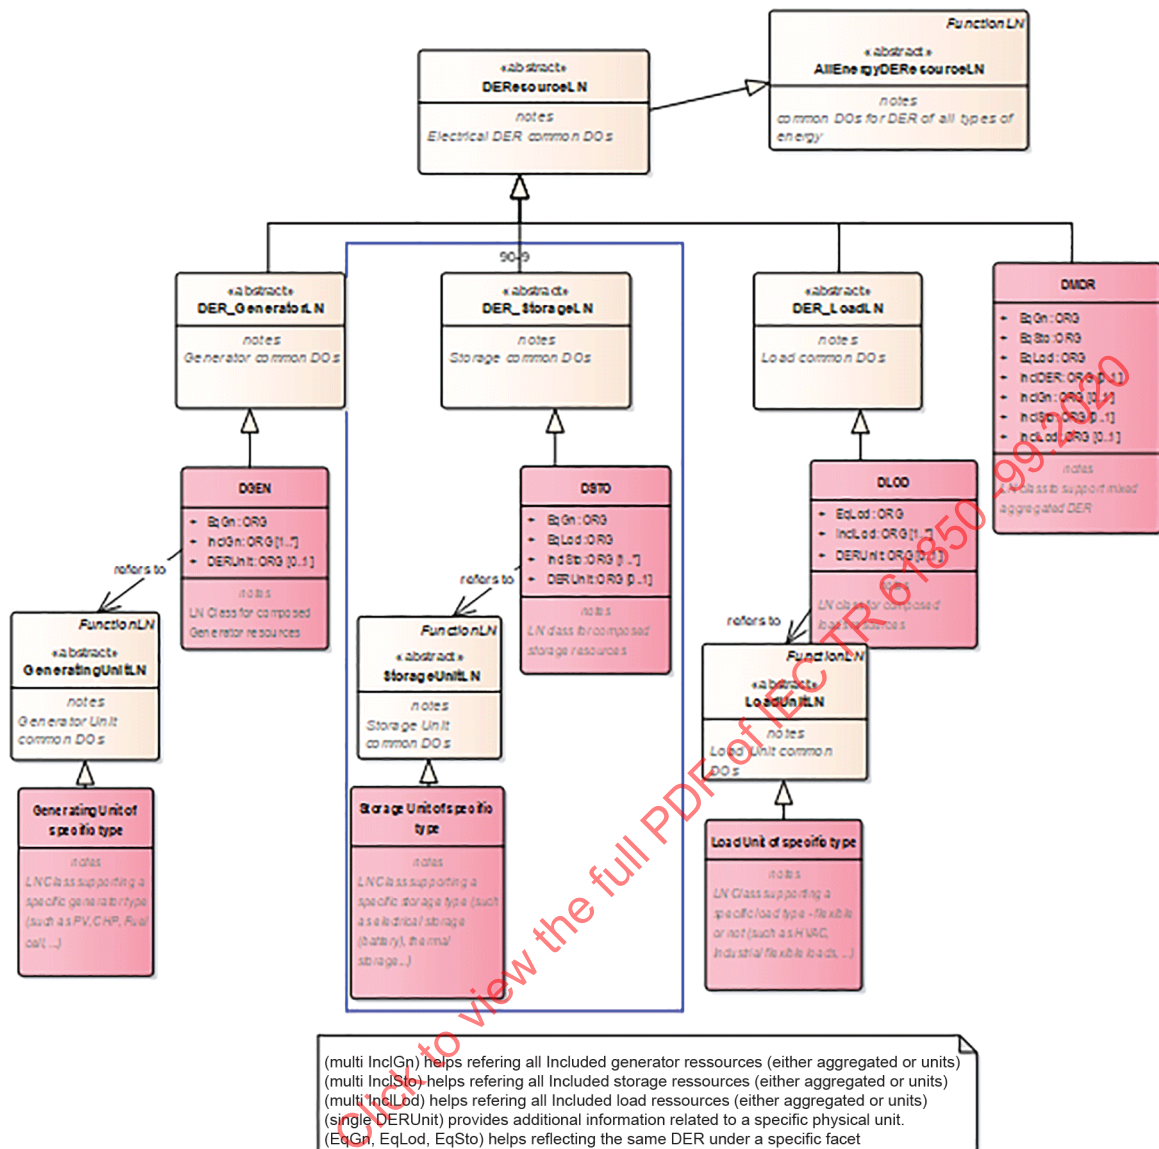 FunctionLN
«abstract»
AllEnergyDEResourceLN
notes
common DOs for DER of all types of
energy
«abstract»
DEResourceLN
notes
Electrical DER common DOs
90-9
«abstract»
DER_GeneratorLN
notes
Generator common DOs
«abstract»
DER_StorageLN
notes
Storage common DOs
«abstract»
DER_LoadLN
notes
Load common DOs
DMDR
+ EqGn: ORG
+ EqSto: ORG
+ EqLod: ORG
+ InclDER: ORG [0..1]
+ InclGn: ORG [0..1]
+ InclSto: ORG [0..1]
+ InclLod: ORG [0..1]
notes
LN class to support mixed
aggregated DER
DGEN
+ EqGn: ORG
+ InclGn: ORG [1..*]
+ DERUnit: ORG [0..1]
notes
LN Class for composed
Generator resources
DSTO
+ EqGn: ORG
+ EqLod: ORG
+ InclSto: ORG [1..*]
+ DERUnit: ORG [0..1]
notes
LN class for composed
storage resources
DLOD
+ EqLod: ORG
+ InclLod: ORG [1..*]
+ DERUnit: ORG [0..1]
notes
LN class for composed
loads resources
refers to
refers to
refers to
FunctionLN
«abstract»
GeneratingUnitLN
notes
Generator Unit
common DOs
FunctionLN
«abstract»
StorageUnitLN
notes
Storage Unit
common DOs
FunctionLN
«abstract»
LoadUnitLN
notes
Load Unit common
DOs
Generating Unit of
specific type
notes
LN Class supporting a
specific generator type
(such as PV, CHP, Fuel
cell, ...)
Storage Unit of specific
type
notes
LN Class supporting a
specific storage type (such
as electrical storage
(battery), thermal
storage...)
Load Unit of specific type
notes
LN Class supporting a
specific load type - flexible
or not (such as HVAC,
Industrial flexible loads, ...)
(multi InclGn) helps refering all Included generator ressources (either aggregated or units)
(multi InclSto) helps refering all Included storage ressources (either aggregated or units)
(multi InclLod) helps refering all Included load ressources (either aggregated or units)
(single DERUnit) provides additional information related to a specific physical unit.
(EqGn, EqLod, EqSto) helps reflecting the same DER under a specific facet
Click to view the full PDF of IEC TR 61850-99:2020